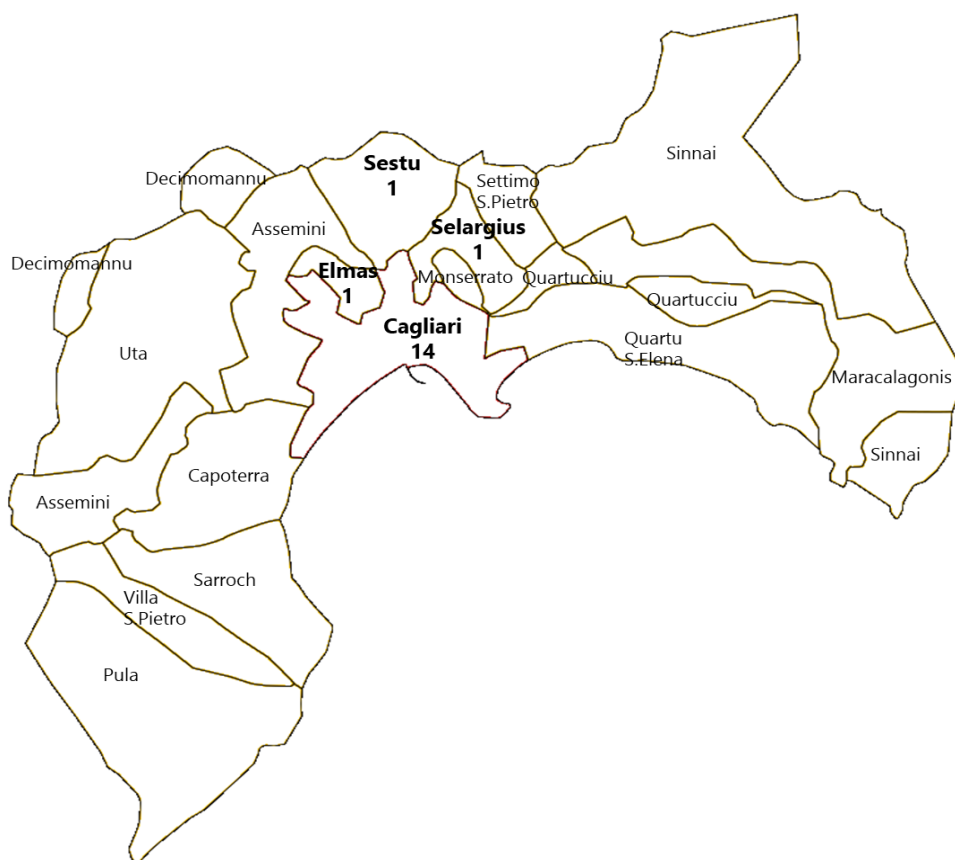 Sinnai
Sestu
1
Decimomannu
Settimo
S.Pietro
Assemini
Selargius
1
Decimomannu
Elmas
1
Monserrato
Quartucciu
Quartucciu
Cagliari
14
Uta
Quartu
S.Elena
Maracalagonis
Sinnai
Capoterra
Assemini
Sarroch
Villa
S.Pietro
Pula